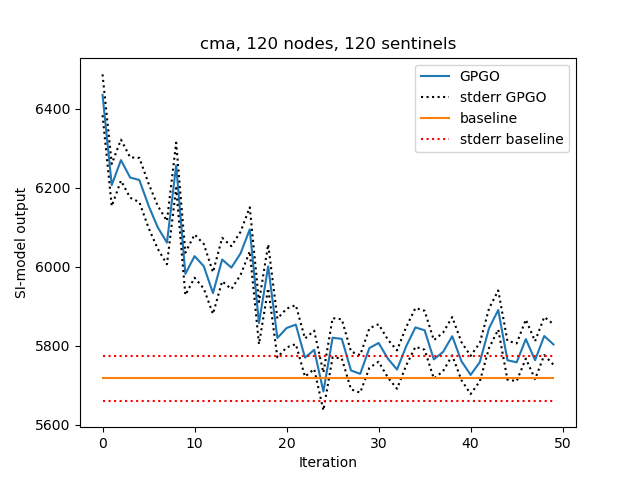 cma, 120 nodes, 120 sentinels
GPGO
stderr GPGO
baseline
stderr baseline
SI-model output
6400
6200
6000
5800
5600
0 10 20 30 40 50
Iteration